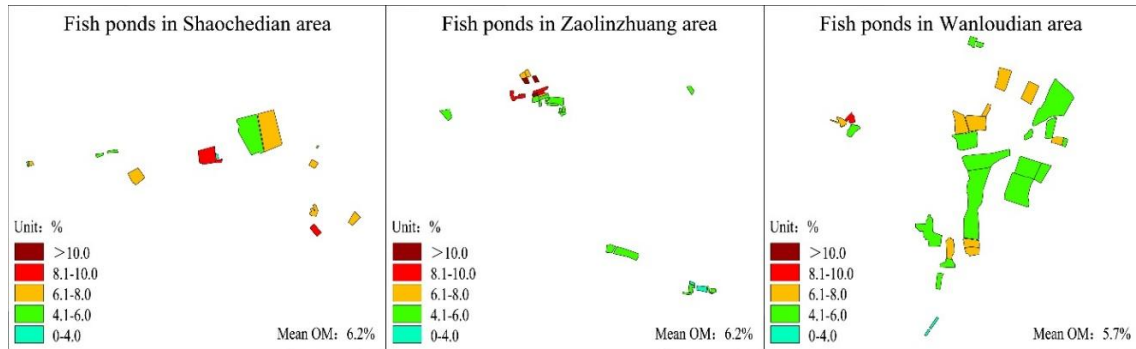 Fish ponds in Shaochedian area
Unit: %
>10.0
8.1-10.0
6.1-8.0
4.1-6.0
0-4.0
Mean OM: 6.2%
Fish ponds in Zaolinzhuang area
Unit: %
>10.0
8.1-10.0
6.1-8.0
4.1-6.0
0-4.0
Mean OM: 6.2%
Fish ponds in Wanloudian area
Unit: %
>10.0
8.1-10.0
6.1-8.0
4.1-6.0
0-4.0
Mean OM: 5.7%